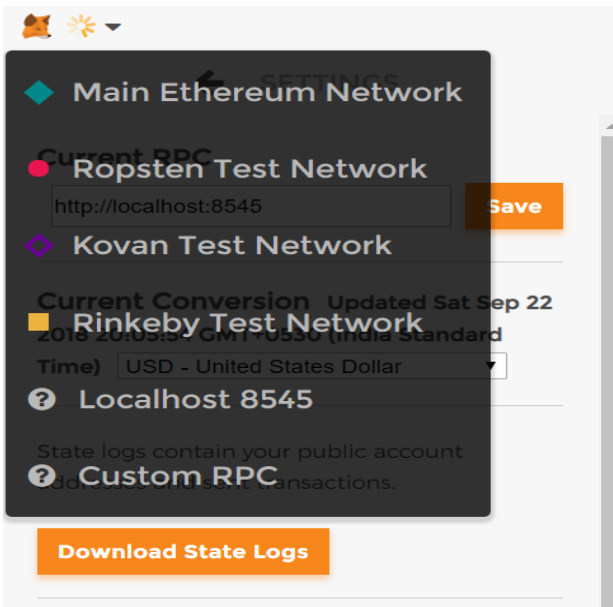 SETTINGS
Main Ethereum Network
Current RPC
Ropsten Test Network
http://localhost:8545
Save
Kovan Test Network
Current Conversion Updated Sat Sep 22
Rinkeby Test Network
2018 20:05:54 GMT+0530 (India Standard
Time) USD - United States Dollar
Localhost 8545
State logs contain your public account
Custom RPC
addresses and sent transactions.
Download State Logs